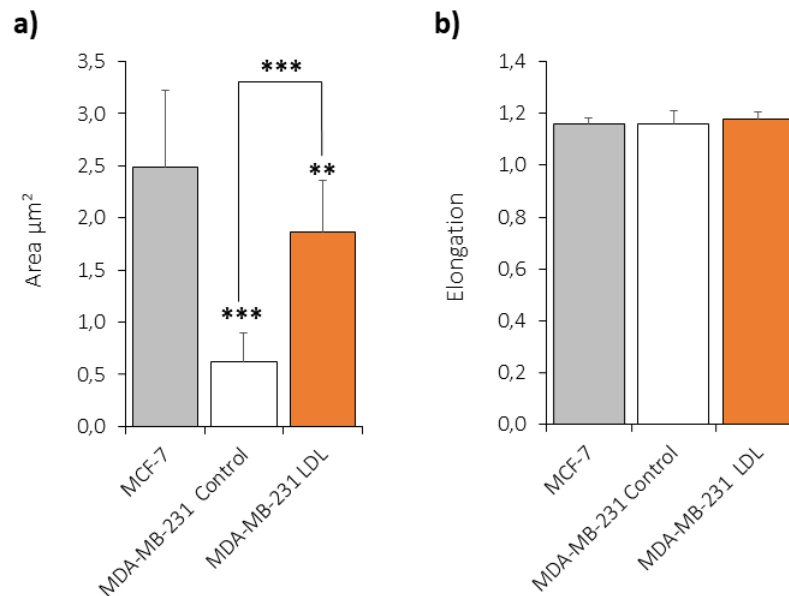 a)
Area μm²
3,5
3,0
2,5
2,0
1,5
1,0
0,5
0,0
***
**
***
MCF-7
MDA-MB-231 Control
MDA-MB-231 LDL
b)
Elongation
1,4
1,2
1,0
0,8
0,6
0,4
0,2
0,0
MCF-7
MDA-MB-231 Control
MDA-MB-231 LDL